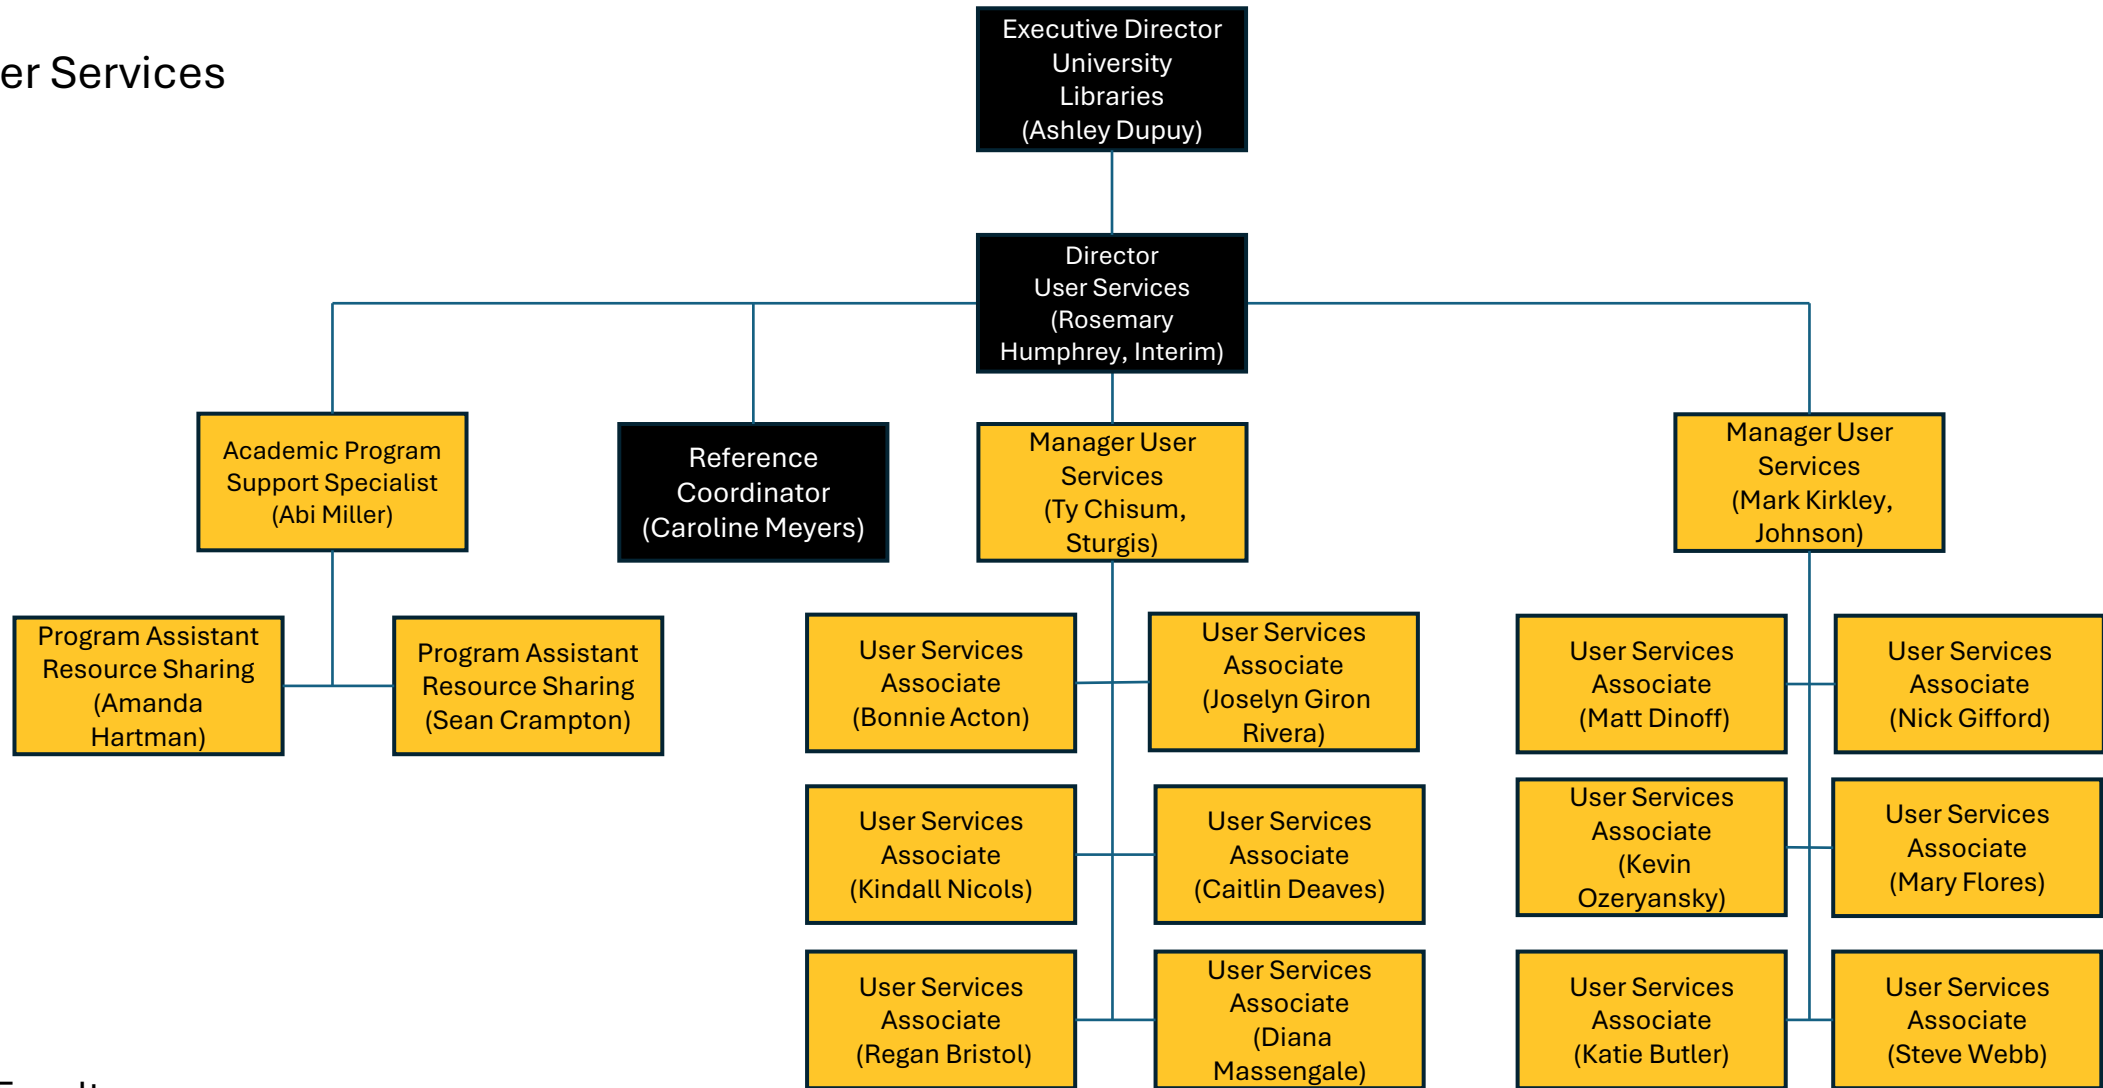 er Services
Executive Director
University
Libraries
(Ashley Dupuy)
Director
User Services
(Rosemary
Humphrey, Interim)
Academic Program
Support Specialist
(Abi Miller)
Reference
Coordinator
(Caroline Meyers)
Manager User
Services
(Ty Chisum,
Sturgis)
Manager User
Services
(Mark Kirkley,
Johnson)
Program Assistant
Resource Sharing
(Amanda
Hartman)
Program Assistant
Resource Sharing
(Sean Crampton)
User Services
Associate
(Bonnie Acton)
User Services
Associate
(Joselyn Giron
Rivera)
User Services
Associate
(Matt Dinoff)
User Services
Associate
(Nick Gifford)
User Services
Associate
(Kindall Nicols)
User Services
Associate
(Caitlin Deaves)
User Services
Associate
(Kevin
Ozeryansky)
User Services
Associate
(Mary Flores)
User Services
Associate
(Regan Bristol)
User Services
Associate
(Diana
Massengale)
User Services
Associate
(Katie Butler)
User Services
Associate
(Steve Webb)